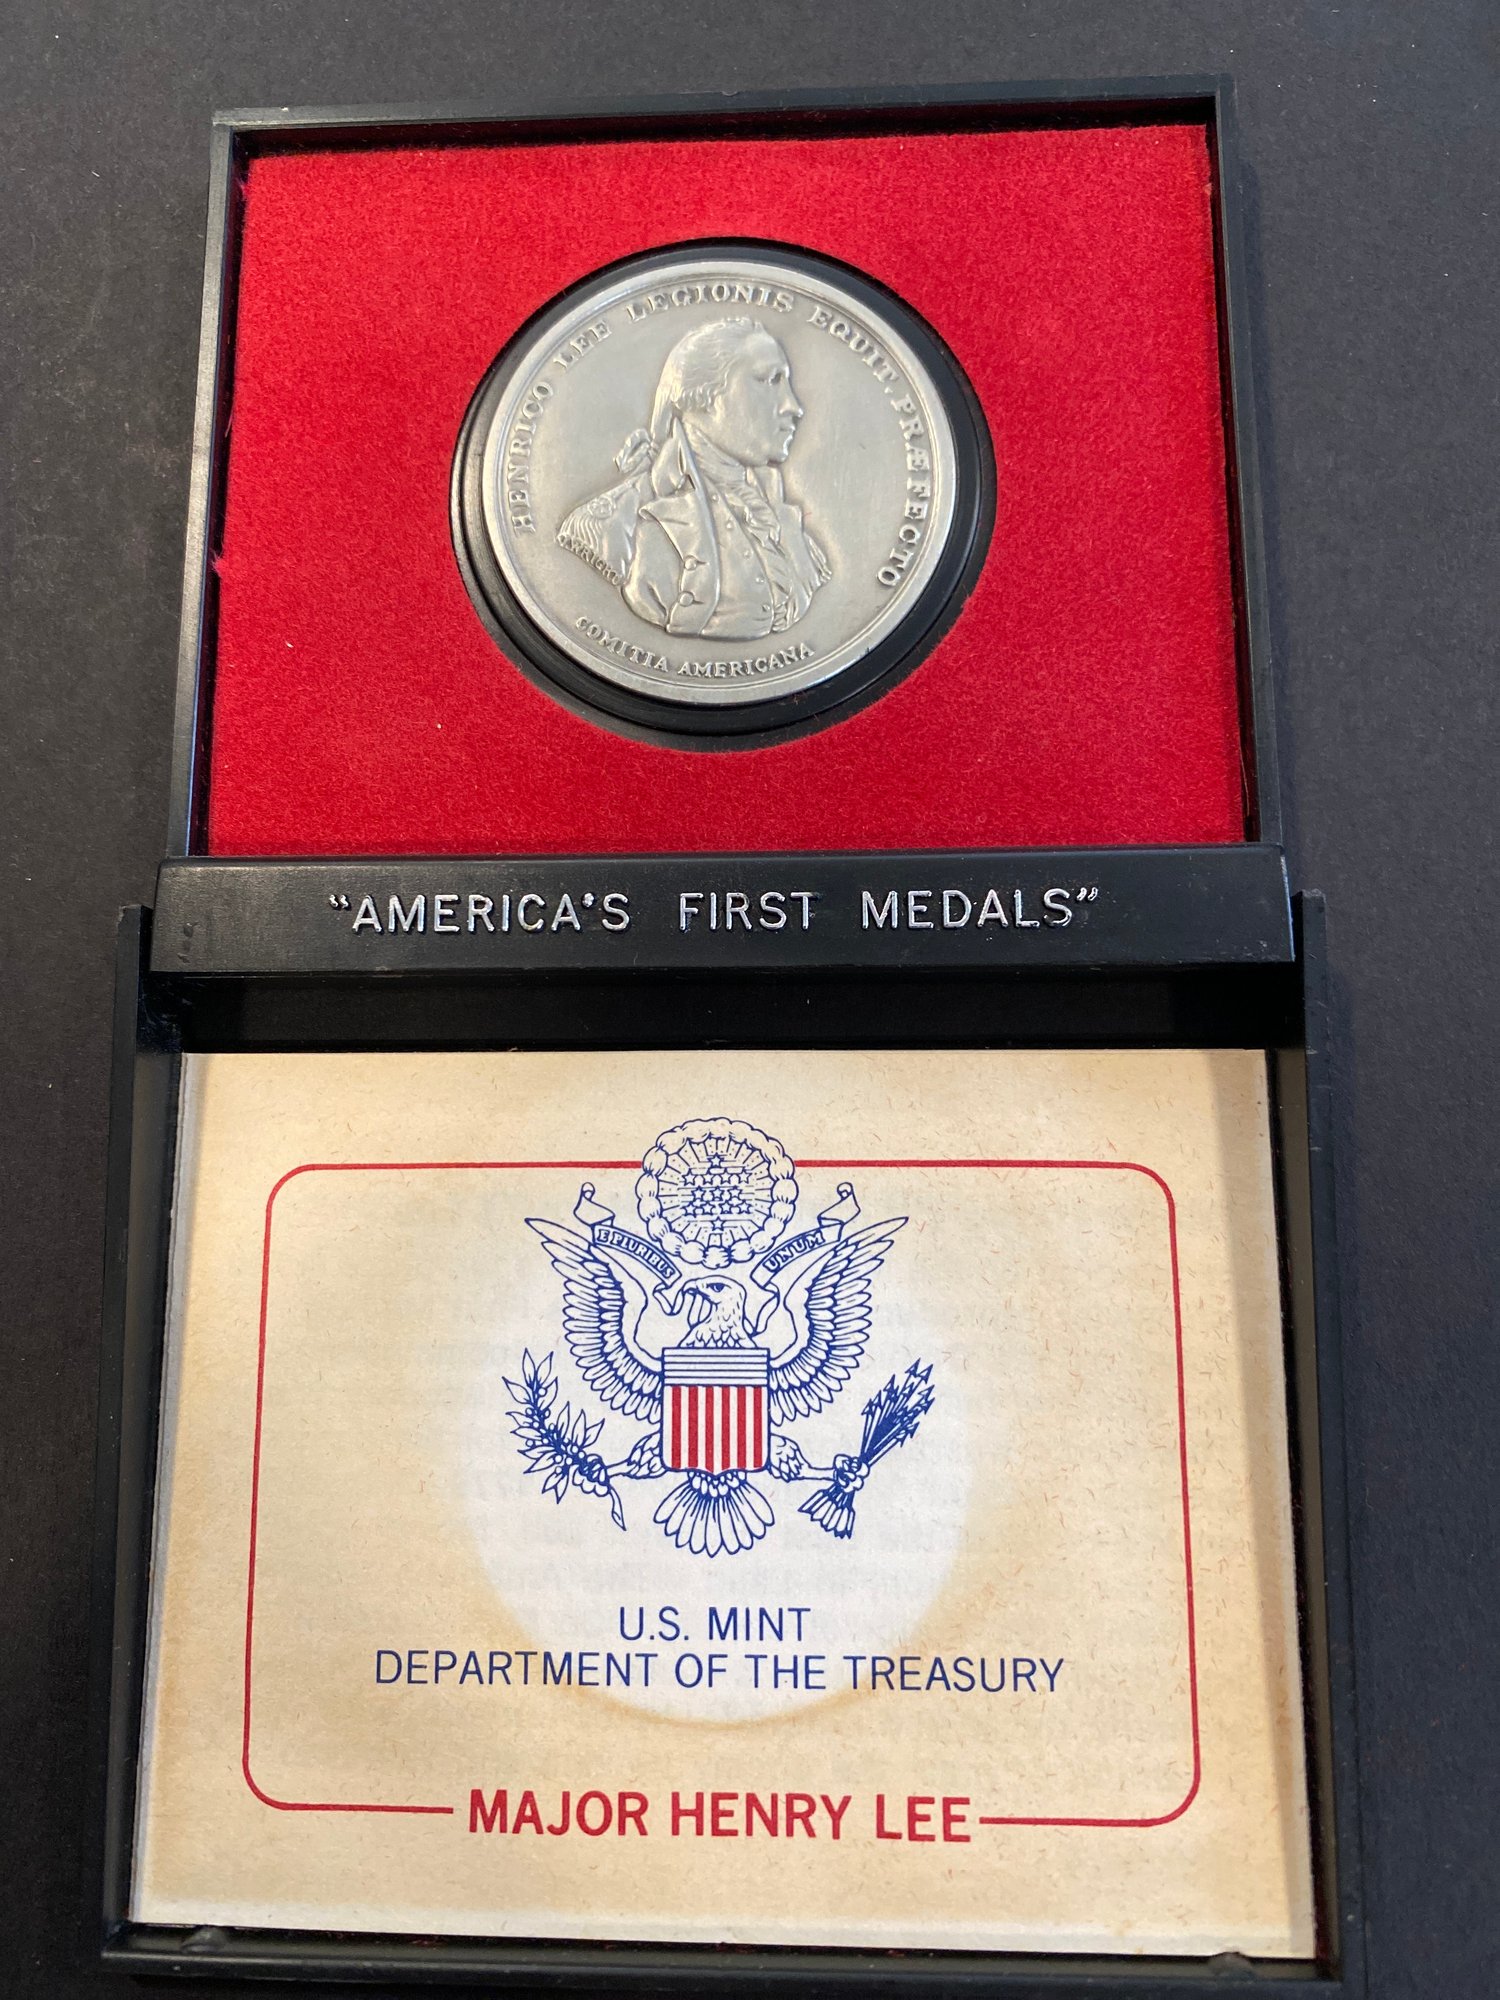 HENRICO LEE LEGIONIS EQUIT. PRÆFECTO
WRIGHT
COMITIA AMERICANA
"AMERICA'S FIRST MEDALS"
E PLURIBUS UNUM
U.S. MINT
DEPARTMENT OF THE TREASURY
MAJOR HENRY LEE